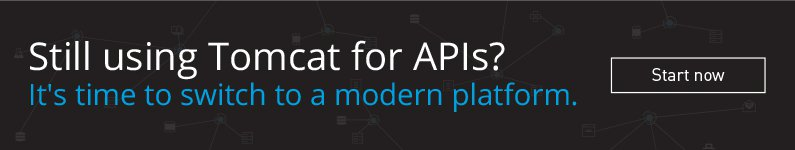 Still using Tomcat for APIs?
It's time to switch to a modern platform.
Start now